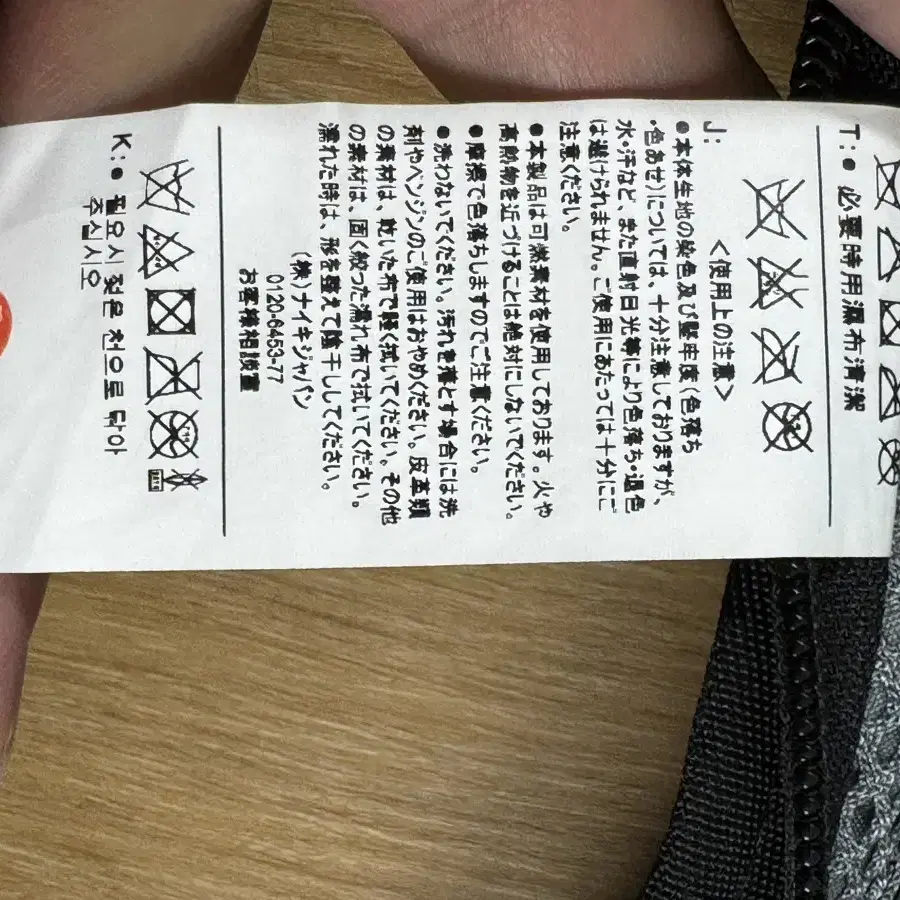 T:● 必要時用濕布清潔
J:
<使用上の注意>
●本体生地の染色及び堅牢度(色落ち
・色あせ)については、十分注意しておりますが、
水・汗など、また直射日光等により色落ち・退色
は避けられません。ご使用にあたっては十分にご
注意ください。
●本製品は可燃素材を使用しております。火や
高熱物を近づけることは絶対にしないでください。
●摩擦で色落ちしますのでご注意ください。
●洗わないでください。汚れを落とす場合には洗
剤やベンジンのご使用はおやめください。皮革類
の素材は、乾いた布で軽く拭いてください。その他
の素材は、固く絞った濡れ布で拭いてください。
濡れた時は、形を整えて陰干ししてください。
(株)ナイキジャパン
0120-6453-77
お客様相談室
K:● 필요시 젖은 천으로 닦아
주십시오